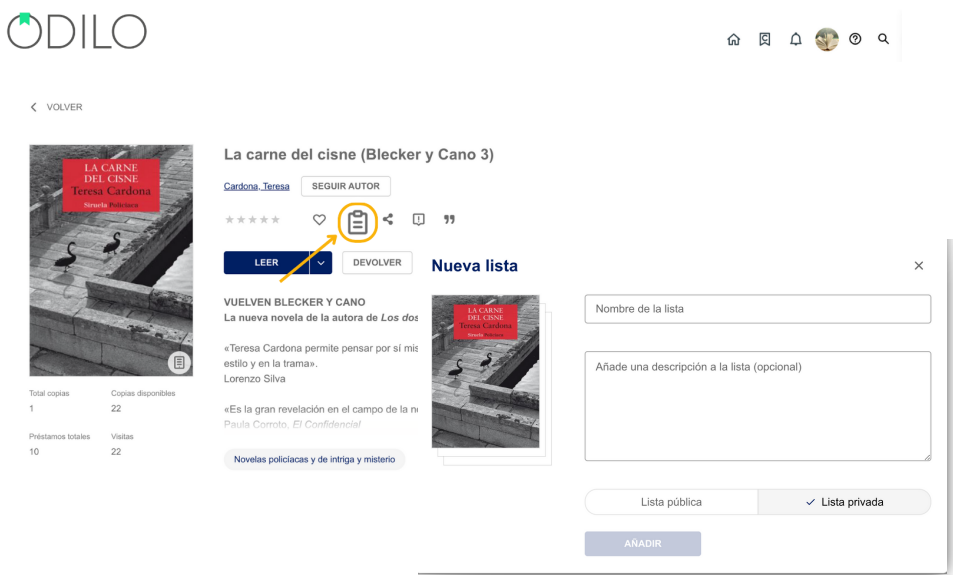 ODILO
VOLVER
LA CARNE
DEL CISNE
Teresa Cardona
Siruela Policiaca
La carne del cisne (Blecker y Cano 3)
Cardona, Teresa
SEGUIR AUTOR
LEER
DEVOLVER
VUELVEN BLECKER Y CANO
La nueva novela de la autora de Los dos
«Teresa Cardona permite pensar por sí mis
estilo y en la trama».
Lorenzo Silva
«Es la gran revelación en el campo de la
Paula Corroto, El Confidencial
Novelas policíacas y de intriga y misterio
Total copias
1
Copias disponibles
22
Préstamos totales
10
Visitas
22
Nueva lista
LA CARNE
DEL CISNE
Teresa Cardona
Siruela Policiaca
Nombre de la lista
Añade una descripción a la lista (opcional)
Lista pública
Lista privada
AÑADIR